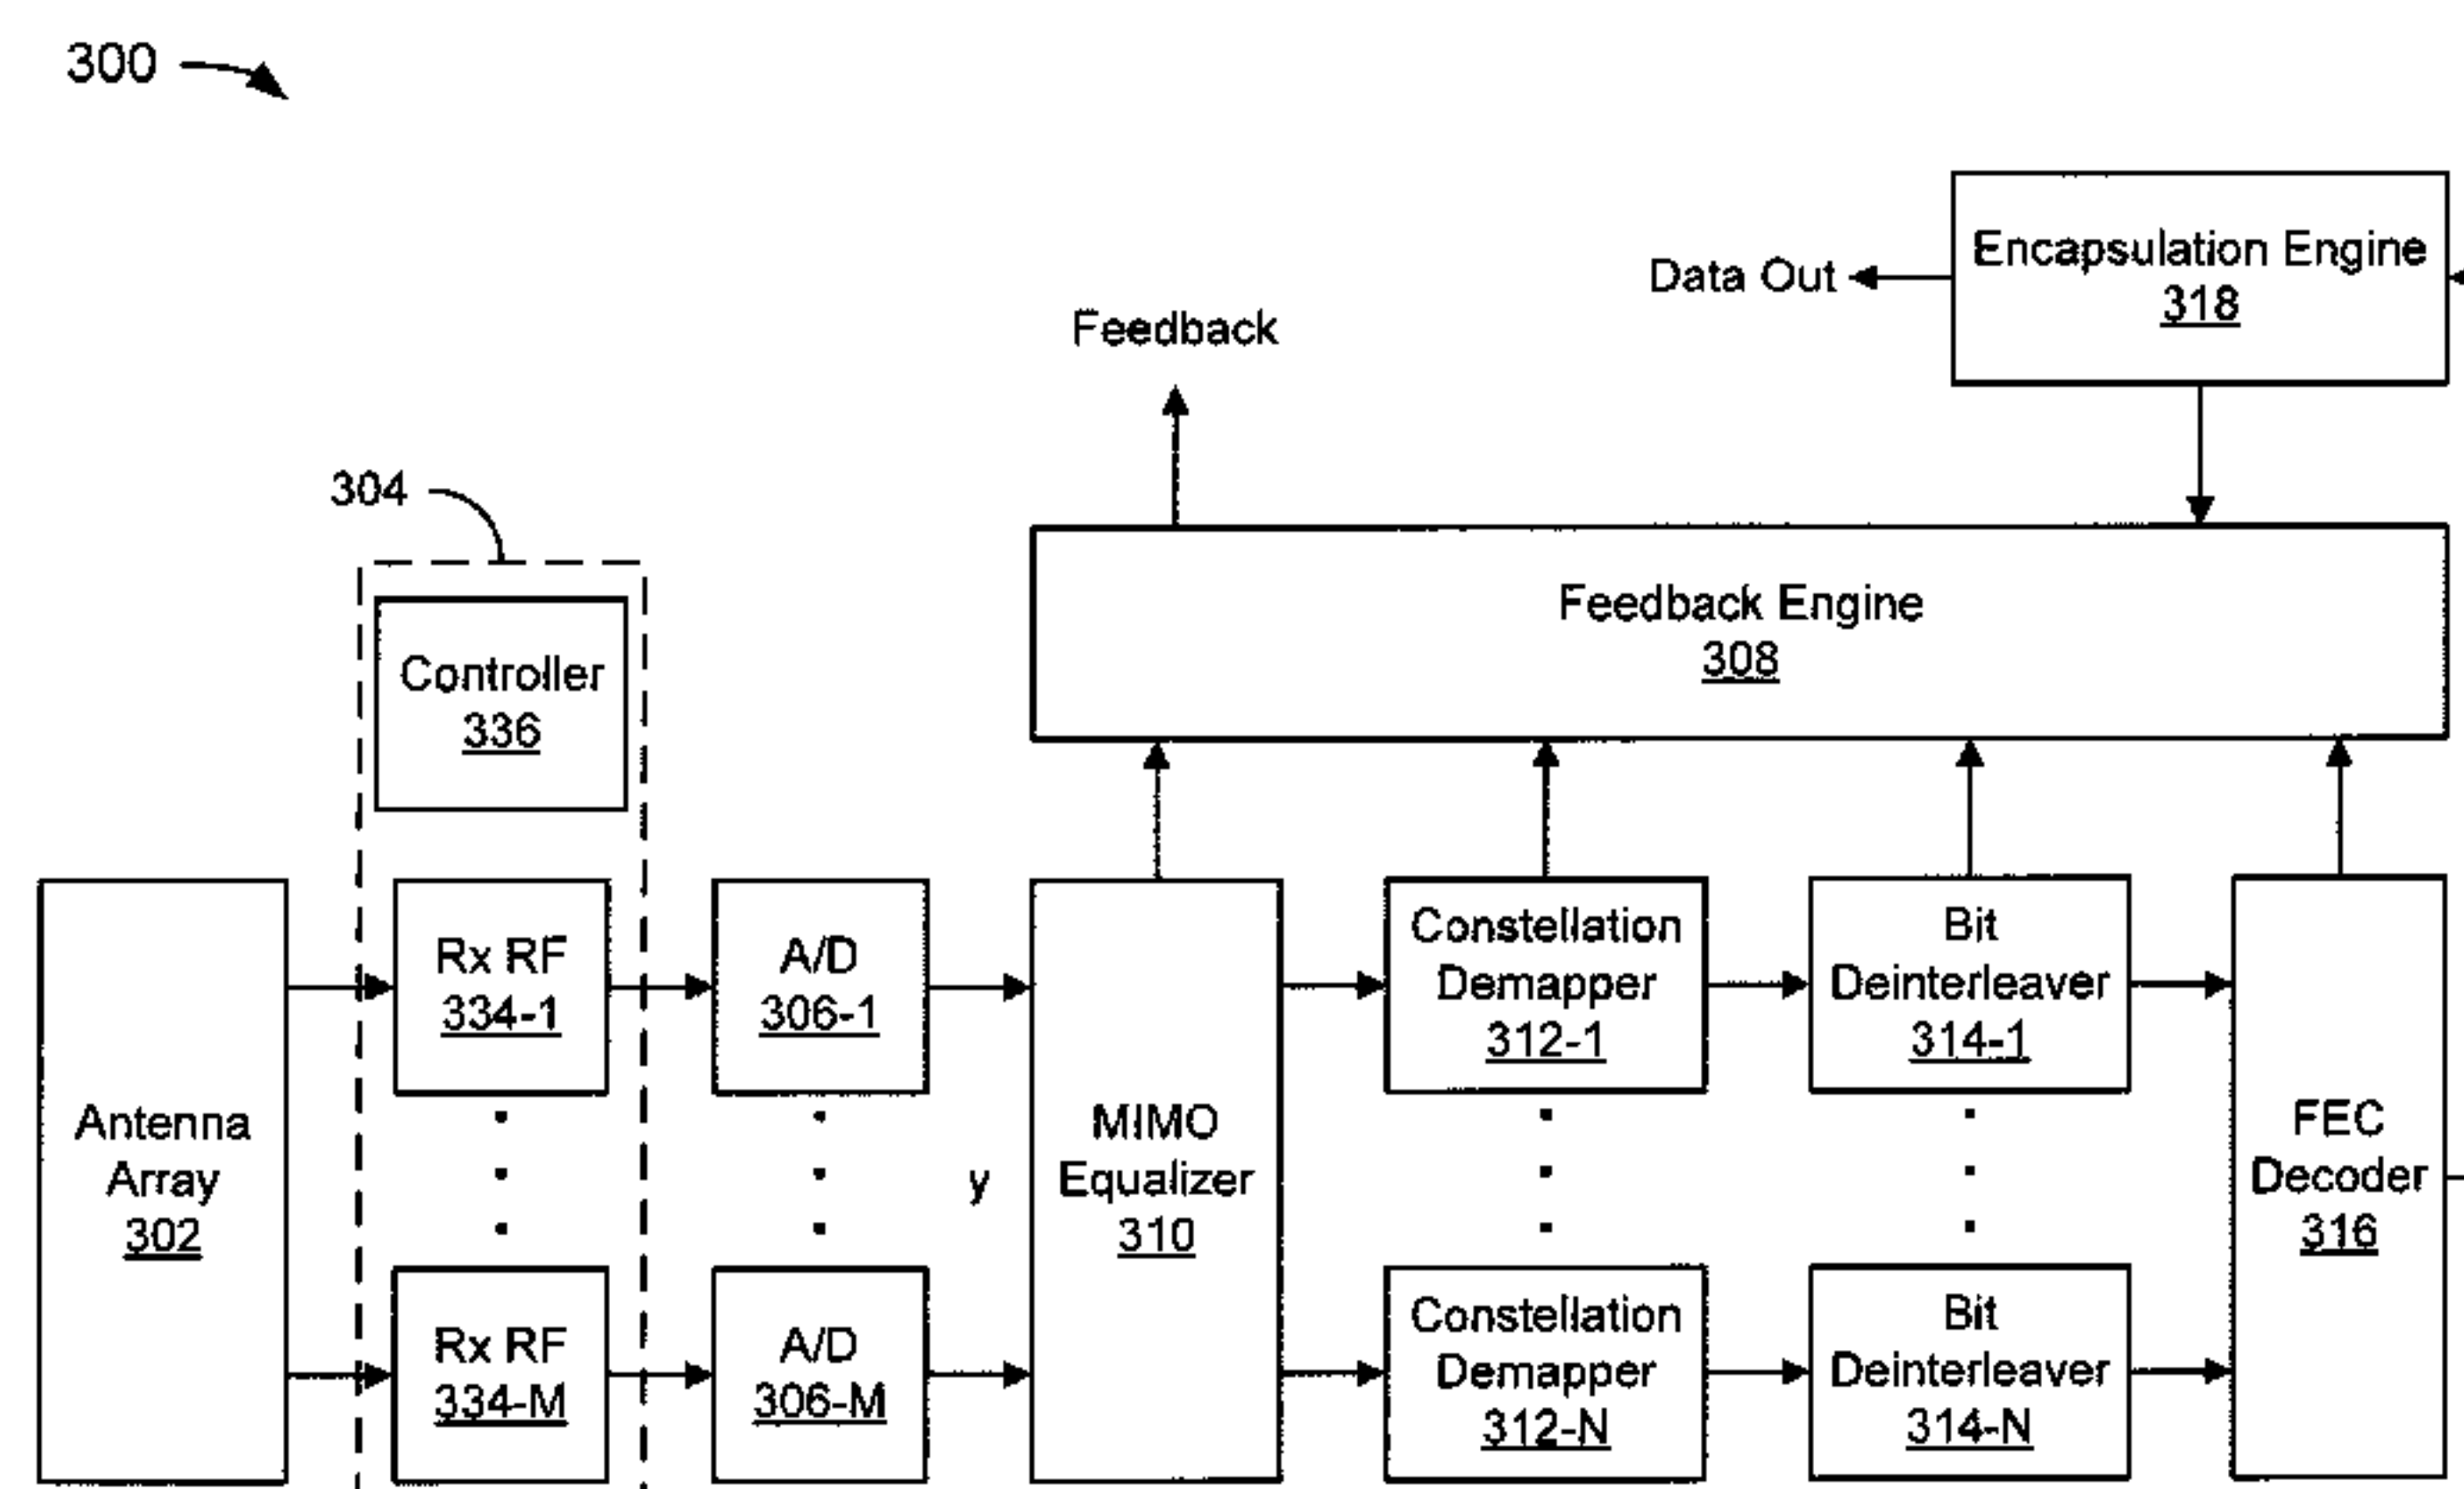 300
Encapsulation Engine
318
Data Out
Feedback
304
Feedback Engine
308
Controller
336
Antenna
Array
302
Rx RF
334-1
A/D
306-1
MIMO
Equalizer
310
Constellation
Demapper
312-1
Bit
Deinterleaver
314-1
FEC
Decoder
316
y
Rx RF
334-M
A/D
306-M
Constellation
Demapper
312-N
Bit
Deinterleaver
314-N